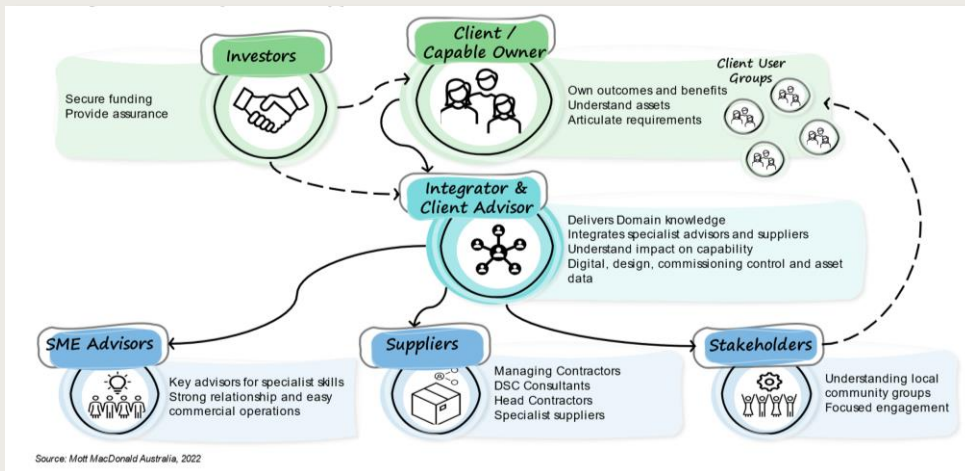 Investors
Secure funding
Provide assurance
Client /
Capable Owner
Own outcomes and benefits
Understand assets
Articulate requirements
Client User
Groups
Integrator &
Client Advisor
Delivers Domain knowledge
Integrates specialist advisors and suppliers
Understand impact on capability
Digital, design, commissioning control and asset
data
SME Advisors
Key advisors for specialist skills
Strong relationship and easy
commercial operations
Suppliers
Managing Contractors
DSC Consultants
Head Contractors
Specialist suppliers
Stakeholders
Understanding local
community groups
Focused engagement
Source: Mott MacDonald Australia, 2022